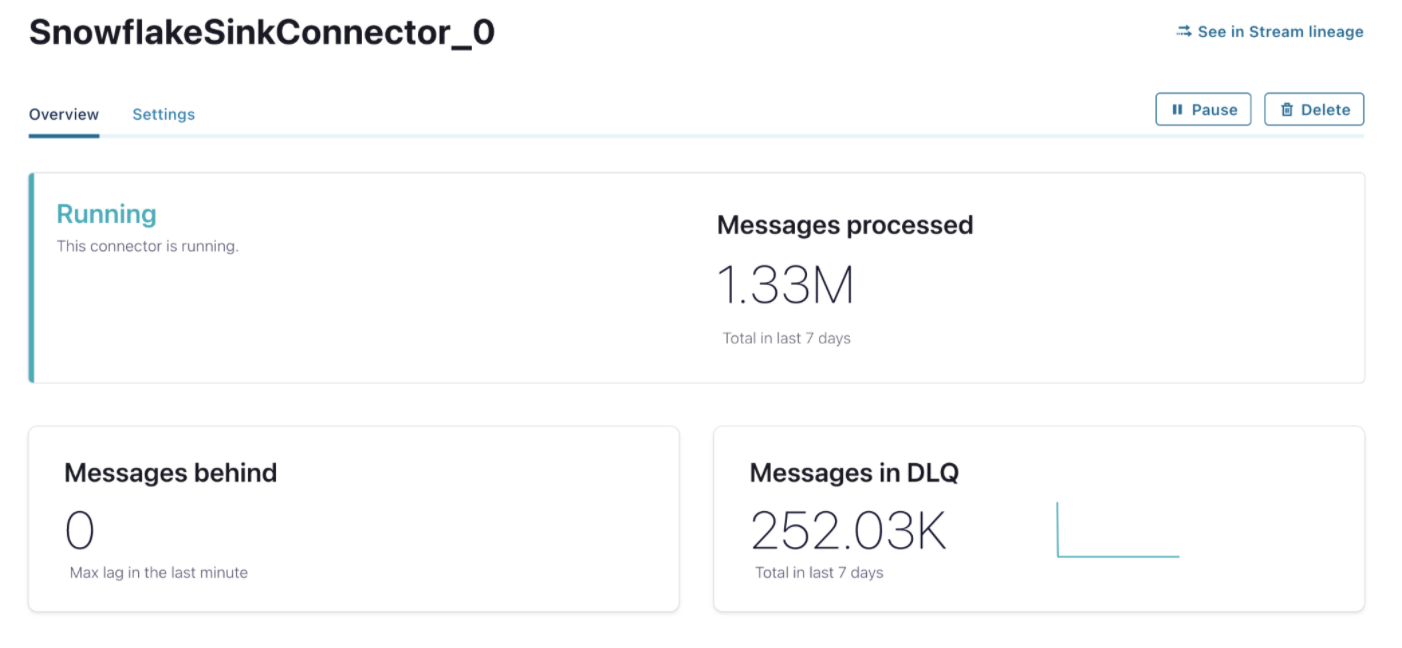 SnowflakeSinkConnector_0
See in Stream lineage
Overview
Settings
Pause
Delete
Running
This connector is running.
Messages processed
1.33M
Total in last 7 days
Messages behind
0
Max lag in the last minute
Messages in DLQ
252.03K
Total in last 7 days